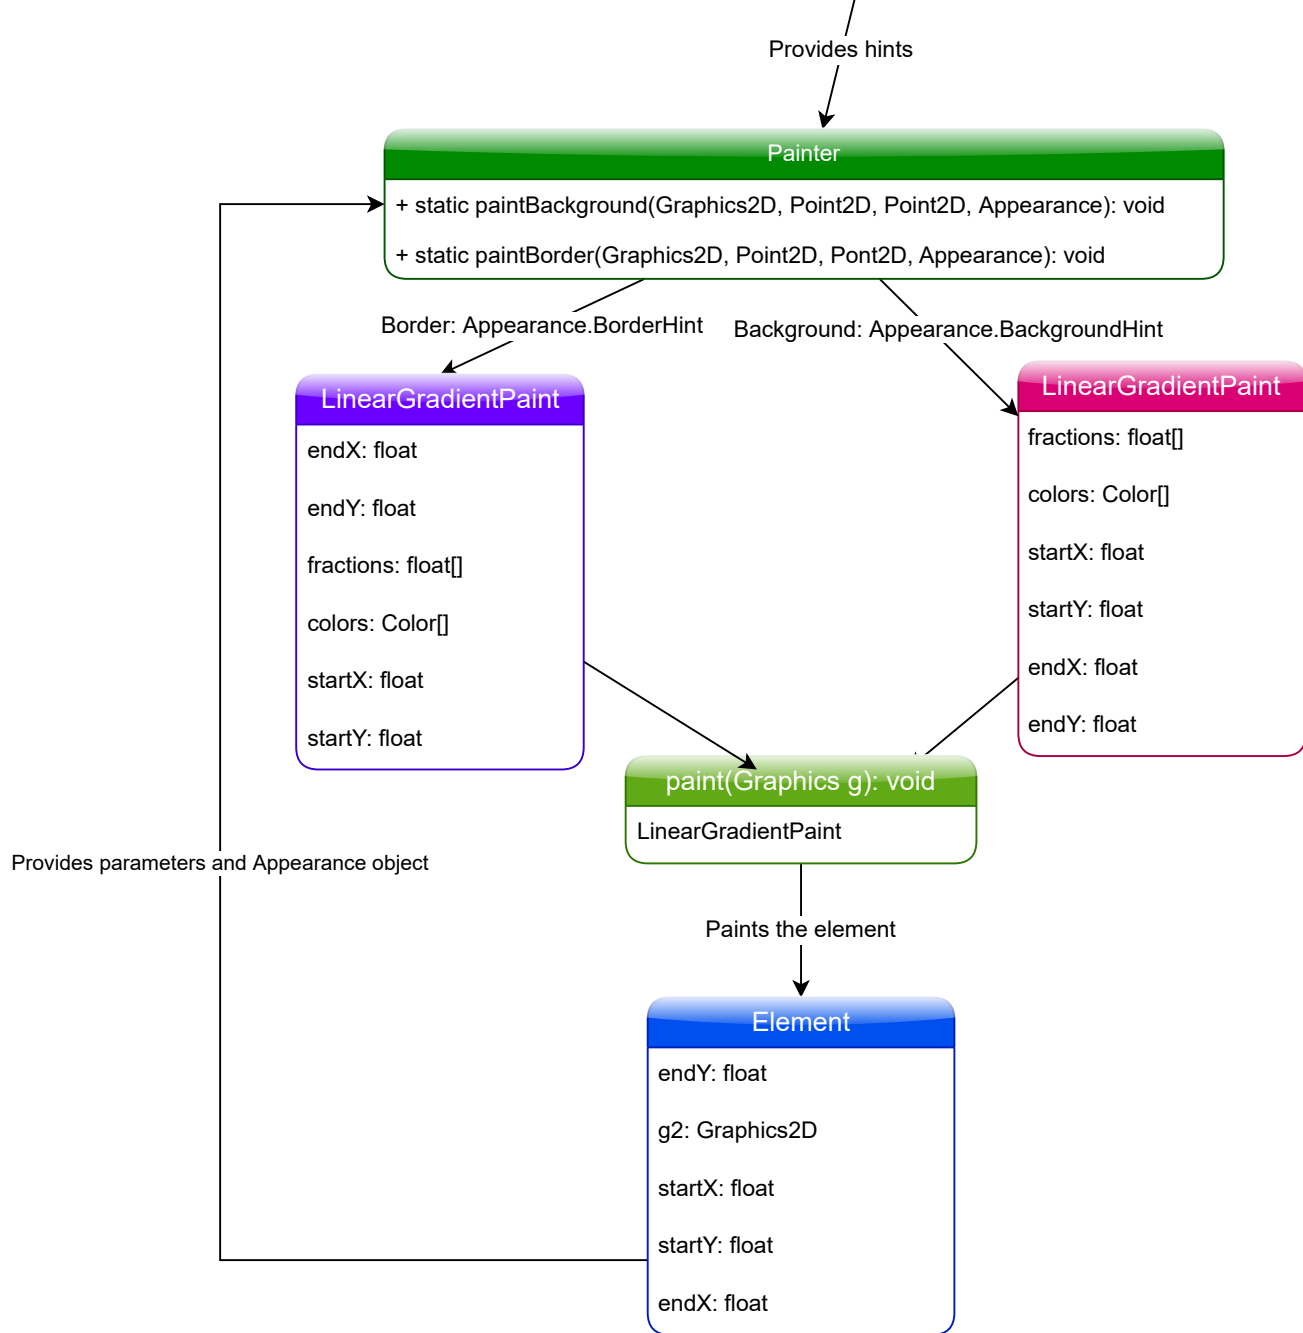 Provides hints
Painter
+ static paintBackground(Graphics2D, Point2D, Point2D, Appearance): void
+ static paintBorder(Graphics2D, Point2D, Pont2D, Appearance): void
Border: Appearance.BorderHint
Background: Appearance.BackgroundHint
LinearGradientPaint
endX: float
endY: float
fractions: float[]
colors: Color[]
startX: float
startY: float
LinearGradientPaint
fractions: float[]
colors: Color[]
startX: float
startY: float
endX: float
endY: float
paint(Graphics g): void
LinearGradientPaint
Provides parameters and Appearance object
Paints the element
Element
endY: float
g2: Graphics2D
startX: float
startY: float
endX: float